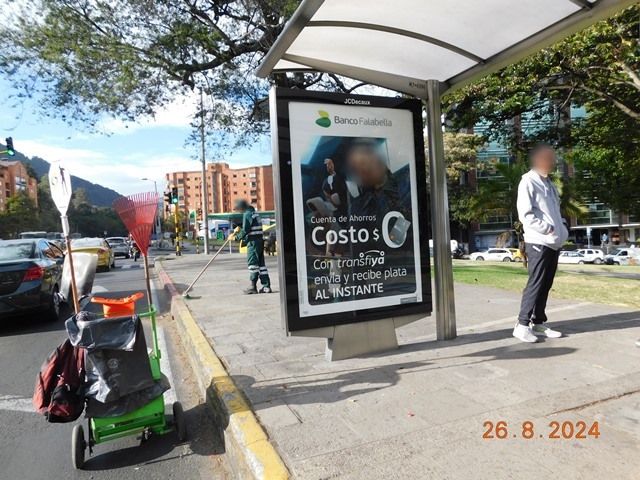 JCDecaux
Banco Falabella
Cuenta de Ahorros
Costo $0
Con transfiya
envía y recibe plata
AL INSTANTE
26.8.2024